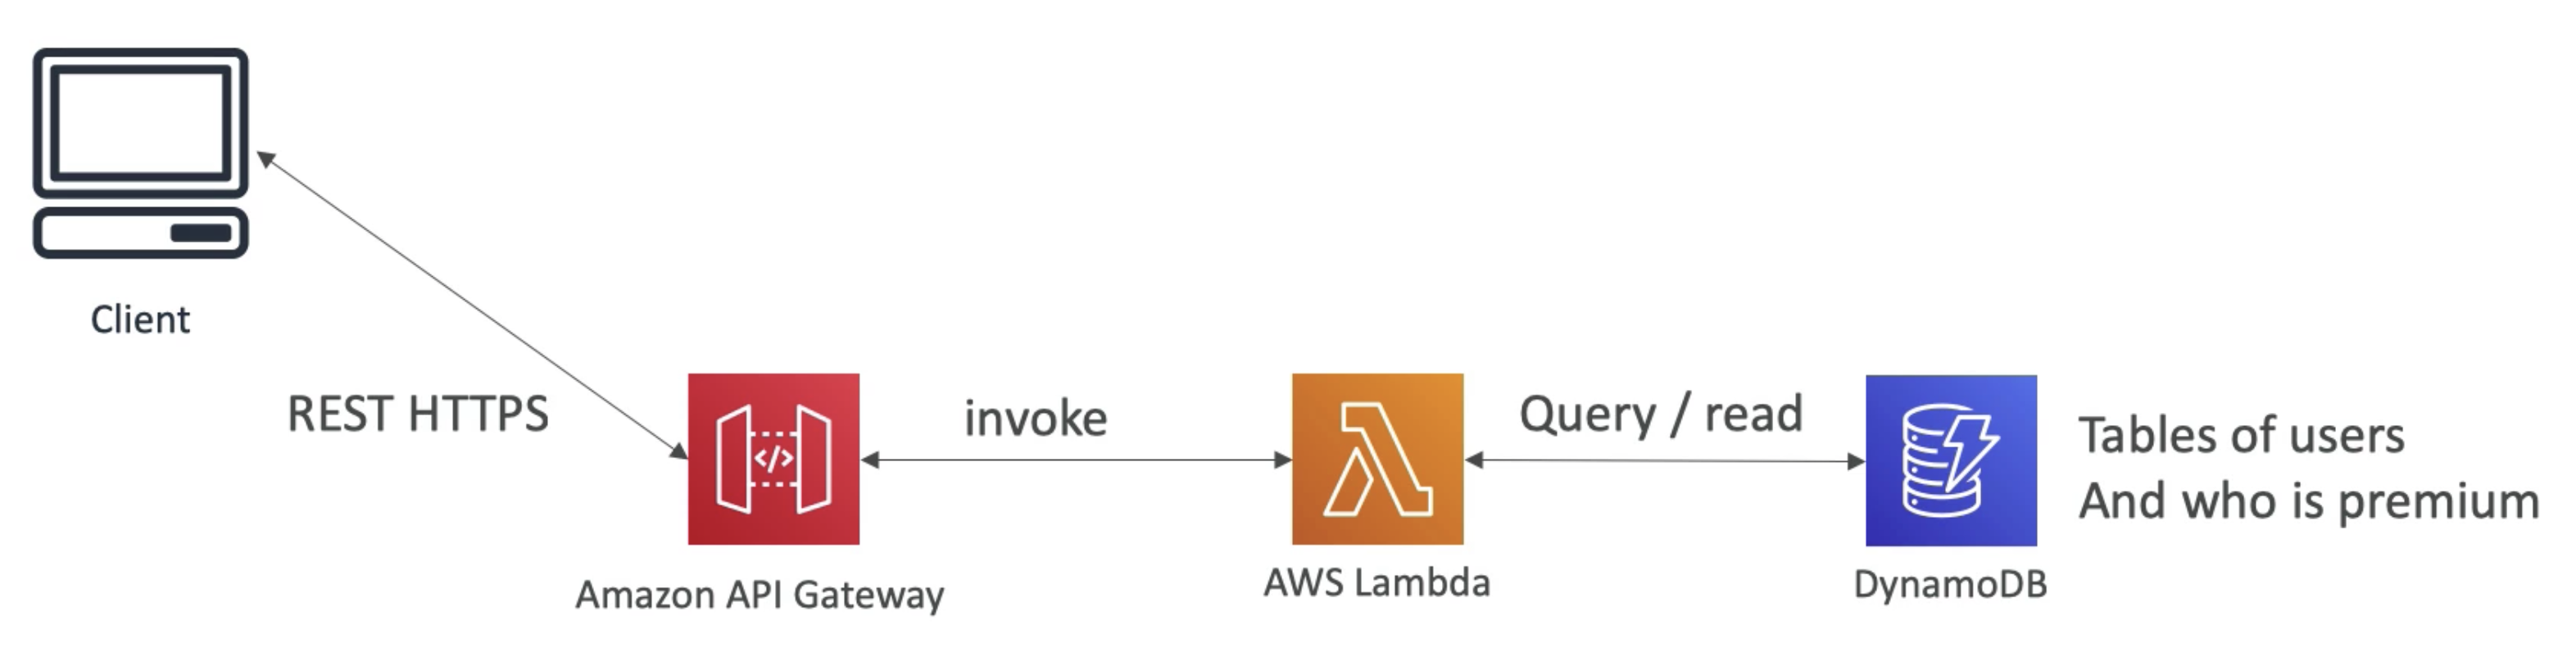 Client
REST HTTPS
invoke
Query / read
Tables of users
And who is premium
</>
Amazon API Gateway
AWS Lambda
DynamoDB